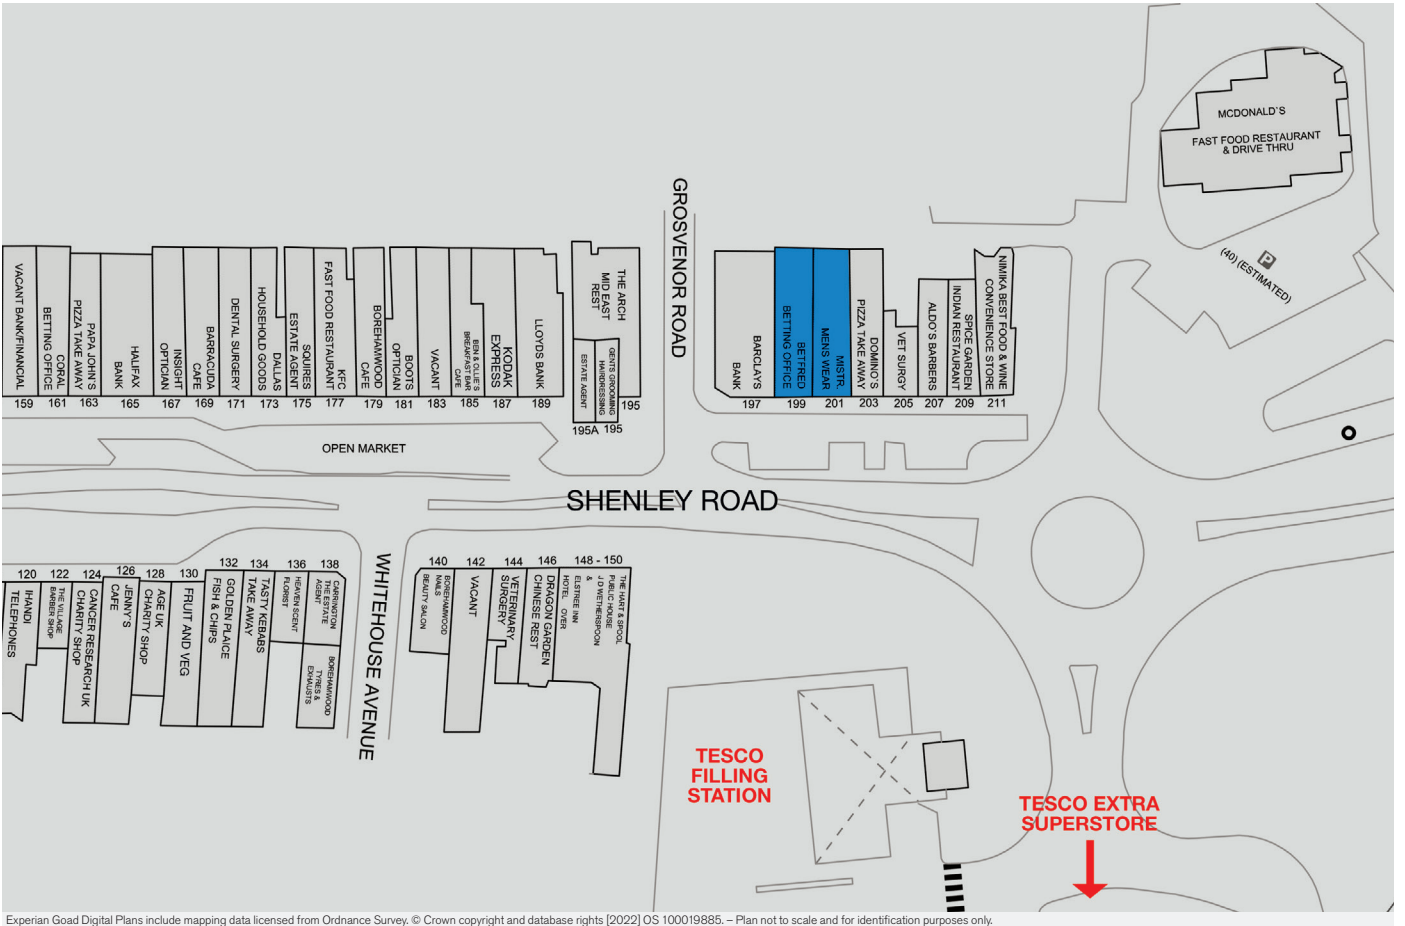 MCDONALD'S
FAST FOOD RESTAURANT
& DRIVE THRU
P
(40) (ESTIMATED)
GROSVENOR ROAD
VACANT BANK/FINANCIAL
159
CORAL
BETTING OFFICE
161
PAPA JOHN'S
PIZZA TAKE AWAY
163
HALIFAX
BANK
165
INSIGHT
OPTICIAN
167
BARRACUDA
CAFE
169
DENTAL SURGERY
171
DALLAS
HOUSEHOLD GOODS
173
SQUIRES
ESTATE AGENT
175
KFC
FAST FOOD RESTAURANT
177
BOREHAMWOOD
CAFE
179
BOOTS
OPTICIAN
181
VACANT
183
BEN & OLLIE'S
BREAKFAST BAR
CAFE
185
KODAK
EXPRESS
187
LLOYDS BANK
189
THE ARCH
MID EAST
REST
195
ESTATE AGENT
195A
GENTS GROOMING
HAIRDRESSING
195
BARCLAYS
BANK
197
BETFRED
BETTING OFFICE
199
MISTR.
MENS WEAR
201
DOMINO'S
PIZZA TAKE AWAY
203
VET SURGY
205
ALDO'S BARBERS
207
SPICE GARDEN
INDIAN RESTAURANT
209
NIMIKA BEST FOOD & WINE
CONVENIENCE STORE
211
OPEN MARKET
SHENLEY ROAD
120
IHANDI
TELEPHONES
122
THE VILLAGE
BARBER SHOP
124
CANCER RESEARCH UK
CHARITY SHOP
126
JENNY'S
CAFE
128
AGE UK
CHARITY SHOP
130
FRUIT AND VEG
132
GOLDEN PLAICE
FISH & CHIPS
134
TASTY KEBABS
TAKE AWAY
136
HEAVEN SCENT
FLORIST
138
CARRINGTON
THE ESTATE
AGENT
BOREHAMWOOD
TYRES &
EXHAUSTS
WHITEHOUSE AVENUE
140
BOREHAMWOOD
NAILS
BEAUTY SALON
142
VACANT
144
VETERINARY
SURGERY
146
DRAGON GARDEN
CHINESE REST
148 - 150
THE HART & SPOOL
PUBLIC HOUSE
J D WETHERSPOON
&
ELSTREE INN
HOTEL OVER
TESCO
FILLING
STATION
TESCO EXTRA
SUPERSTORE
Experian Goad Digital Plans include mapping data licensed from Ordnance Survey. © Crown copyright and database rights [2022] OS 100019885. – Plan not to scale and for identification purposes only.